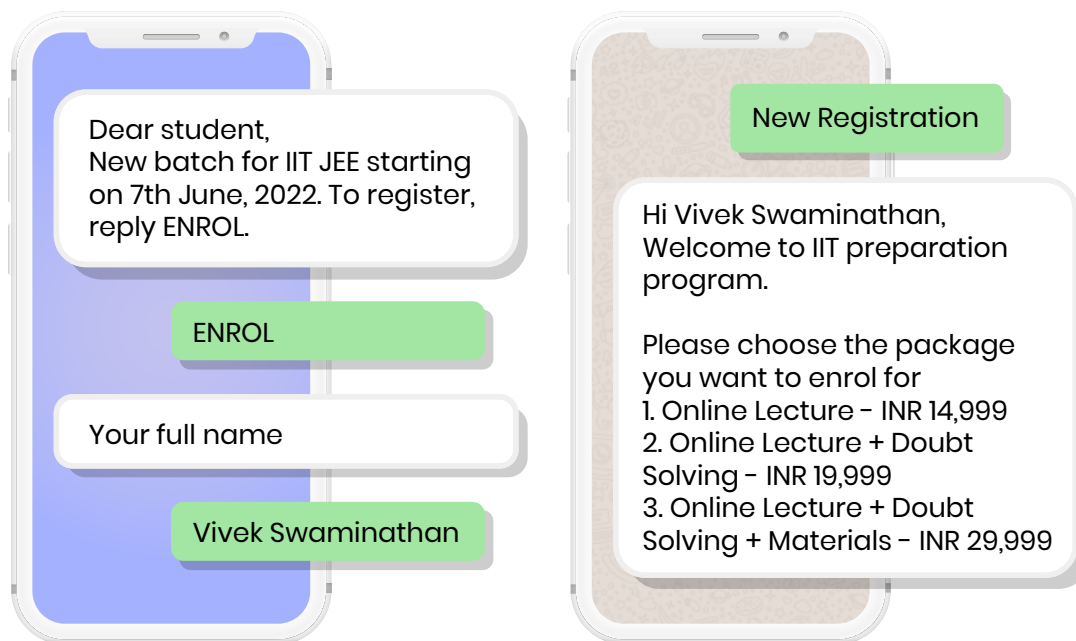 Dear student,
New batch for IIT JEE starting
on 7th June, 2022. To register,
reply ENROL.
ENROL
Your full name
Vivek Swaminathan
New Registration
Hi Vivek Swaminathan,
Welcome to IIT preparation
program.
Please choose the package
you want to enrol for
1. Online Lecture - INR 14,999
2. Online Lecture + Doubt
Solving - INR 19,999
3. Online Lecture + Doubt
Solving + Materials - INR 29,999